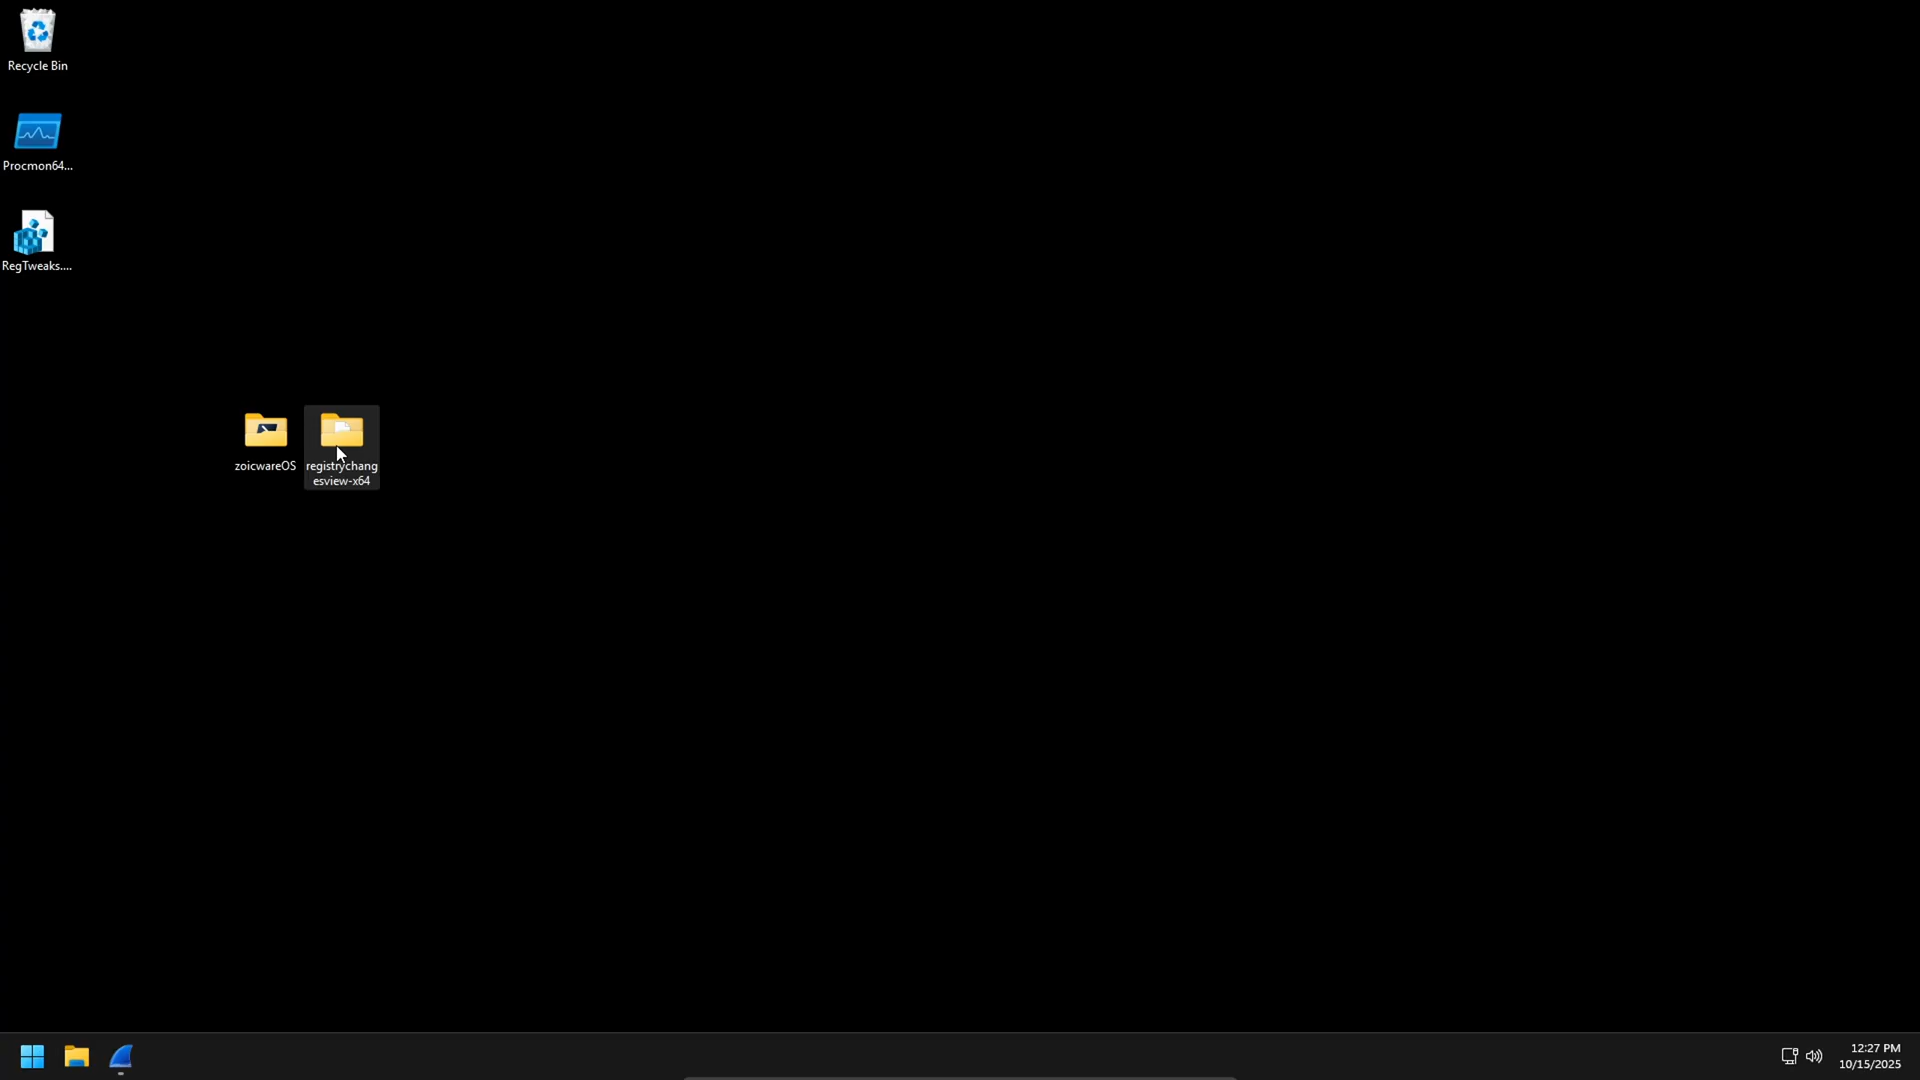 Recycle Bin
Procmon64...
RegTweaks....
zoicwareOS
registrychang
esview-x64
12:27 PM
10/15/2025